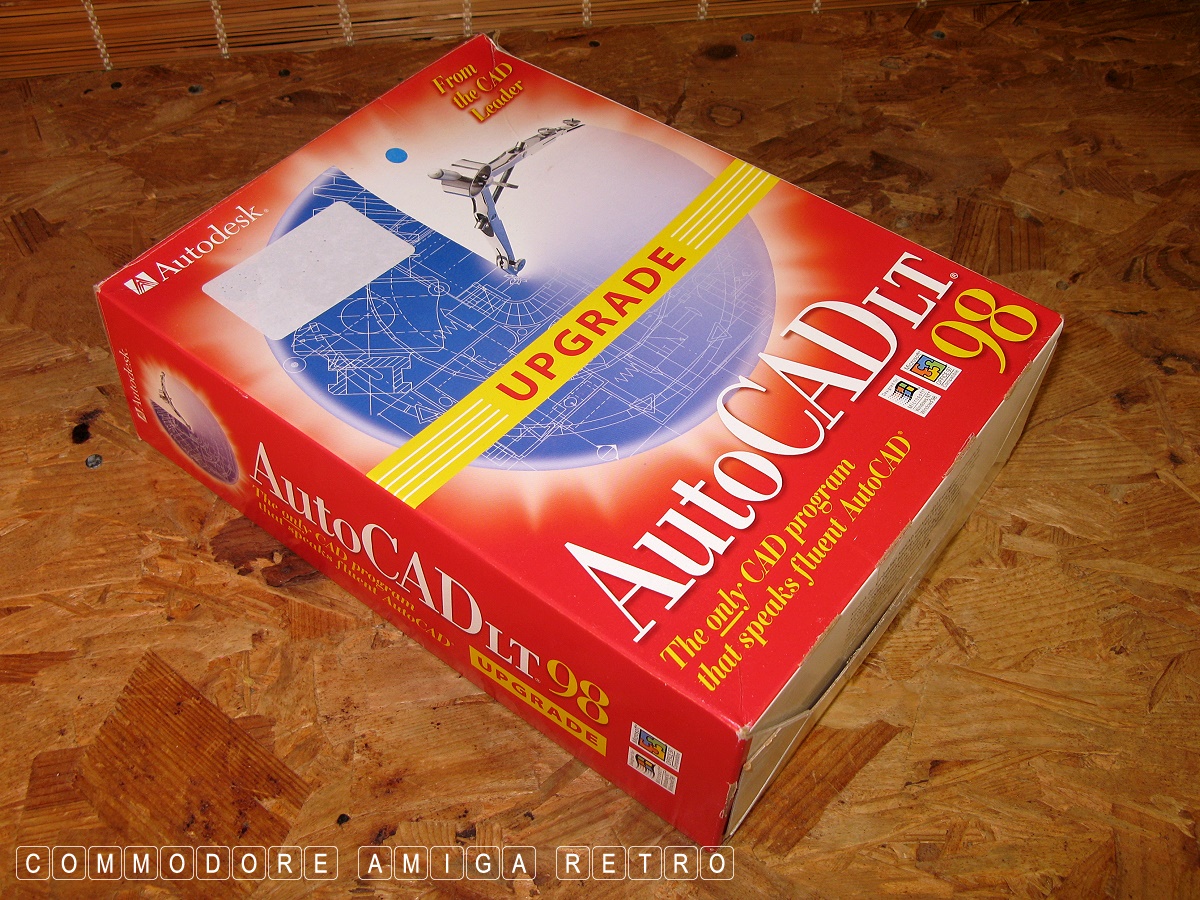 From
the CAD
Leader
Autodesk®
UPGRADE
AutoCAD LT®
98
The only CAD program
that speaks fluent AutoCAD®
Autodesk
AutoCAD LT 98
The only CAD program
that speaks fluent AutoCAD
UPGRADE
COMMODORE AMIGA RETRO